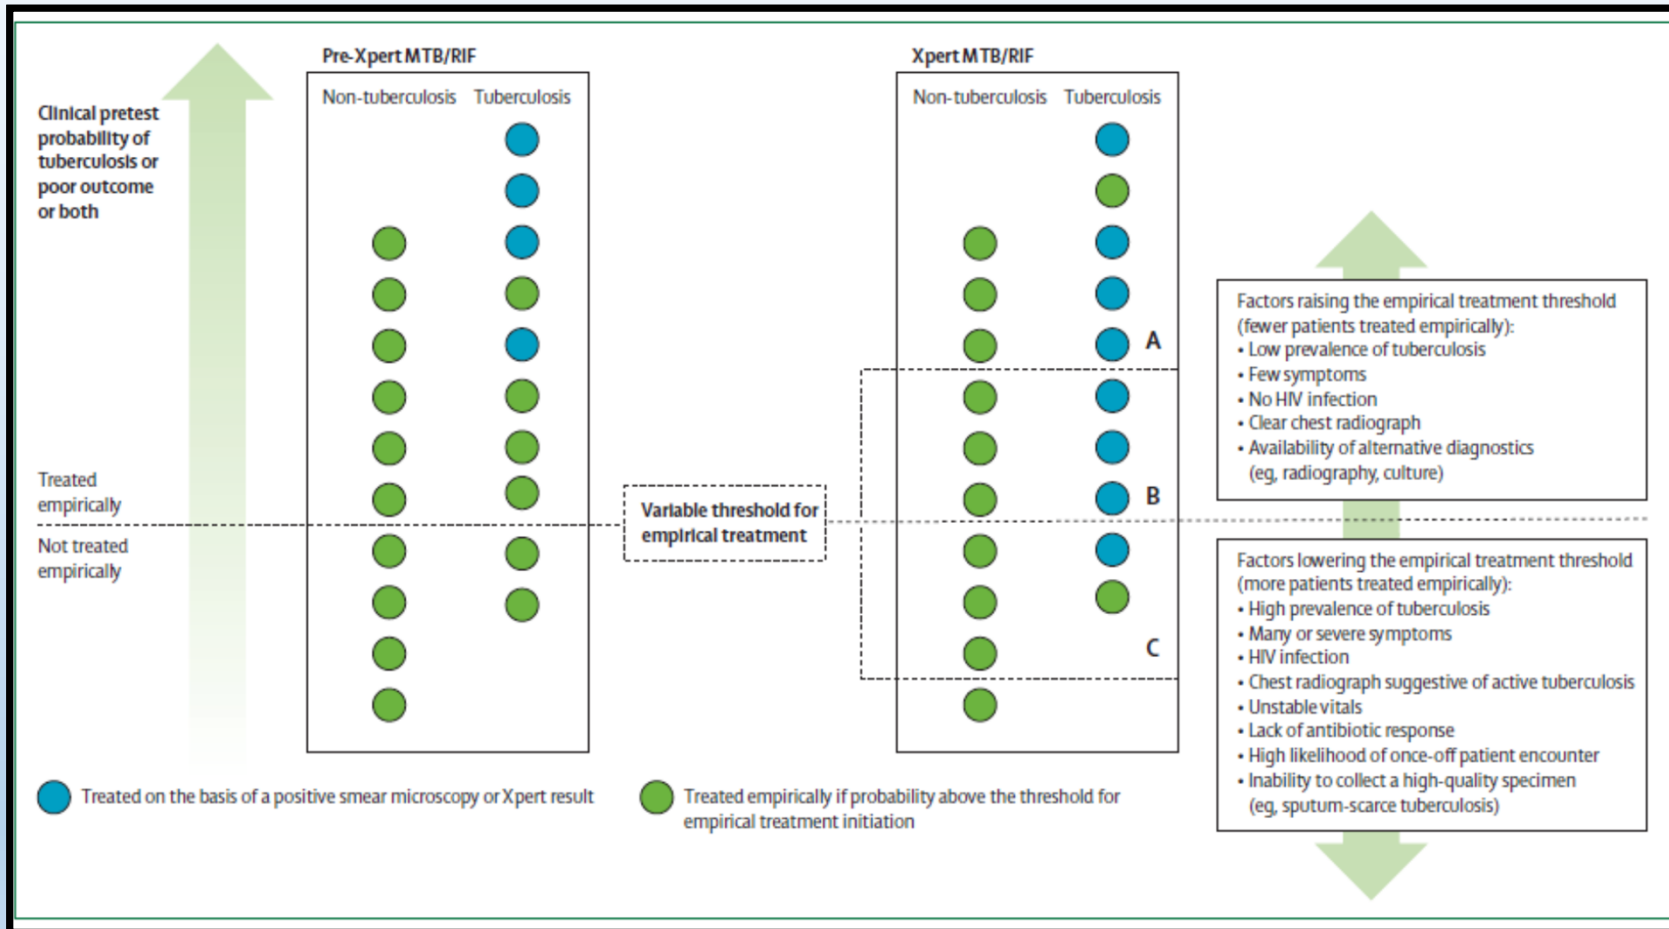 Clinical pretest
probability of
tuberculosis or
poor outcome
or both
Treated
empirically
Not treated
empirically
Pre-Xpert MTB/RIF
Non-tuberculosis Tuberculosis
Variable threshold for
empirical treatment
Xpert MTB/RIF
Non-tuberculosis Tuberculosis
A
B
C
Factors raising the empirical treatment threshold
(fewer patients treated empirically):
• Low prevalence of tuberculosis
• Few symptoms
• No HIV infection
• Clear chest radiograph
• Availability of alternative diagnostics
(eg, radiography, culture)
Factors lowering the empirical treatment threshold
(more patients treated empirically):
• High prevalence of tuberculosis
• Many or severe symptoms
• HIV infection
• Chest radiograph suggestive of active tuberculosis
• Unstable vitals
• Lack of antibiotic response
• High likelihood of once-off patient encounter
• Inability to collect a high-quality specimen
(eg, sputum-scarce tuberculosis)
Treated on the basis of a positive smear microscopy or Xpert result
Treated empirically if probability above the threshold for
empirical treatment initiation